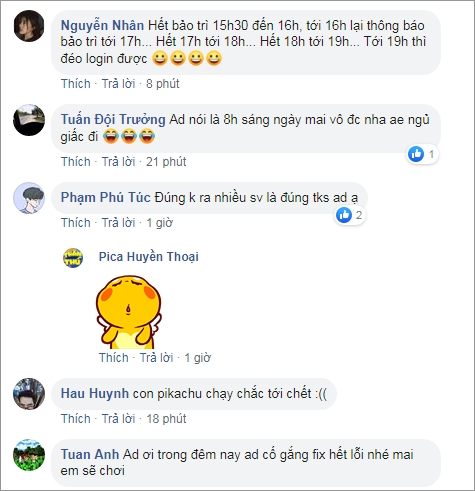 Nguyễn Nhân Hết bảo trì 15h30 đến 16h, tới 16h lại thông báo
bảo trì tới 17h... Hết 17h tới 18h... Hết 18h tới 19h... Tới 19h thì
đéo login được 😀😀😀😀
Thích · Trả lời · 8 phút
Tuấn Đội Trưởng Ad nói là 8h sáng ngày mai vô đc nha ae ngủ
giấc đi 😂😂😂
1
Thích · Trả lời · 21 phút
Phạm Phú Túc Đúng k ra nhiều sv là đúng tks ad ạ
2
Thích · Trả lời · 1 giờ
Pica Huyền Thoại
Thích · Trả lời · 1 giờ
Hau Huynh con pikachu chạy chắc tới chết :((
Thích · Trả lời · 18 phút
Tuan Anh Ad ơi trong đêm nay ad cố gắng fix hết lỗi nhé mai
em sẽ chơi